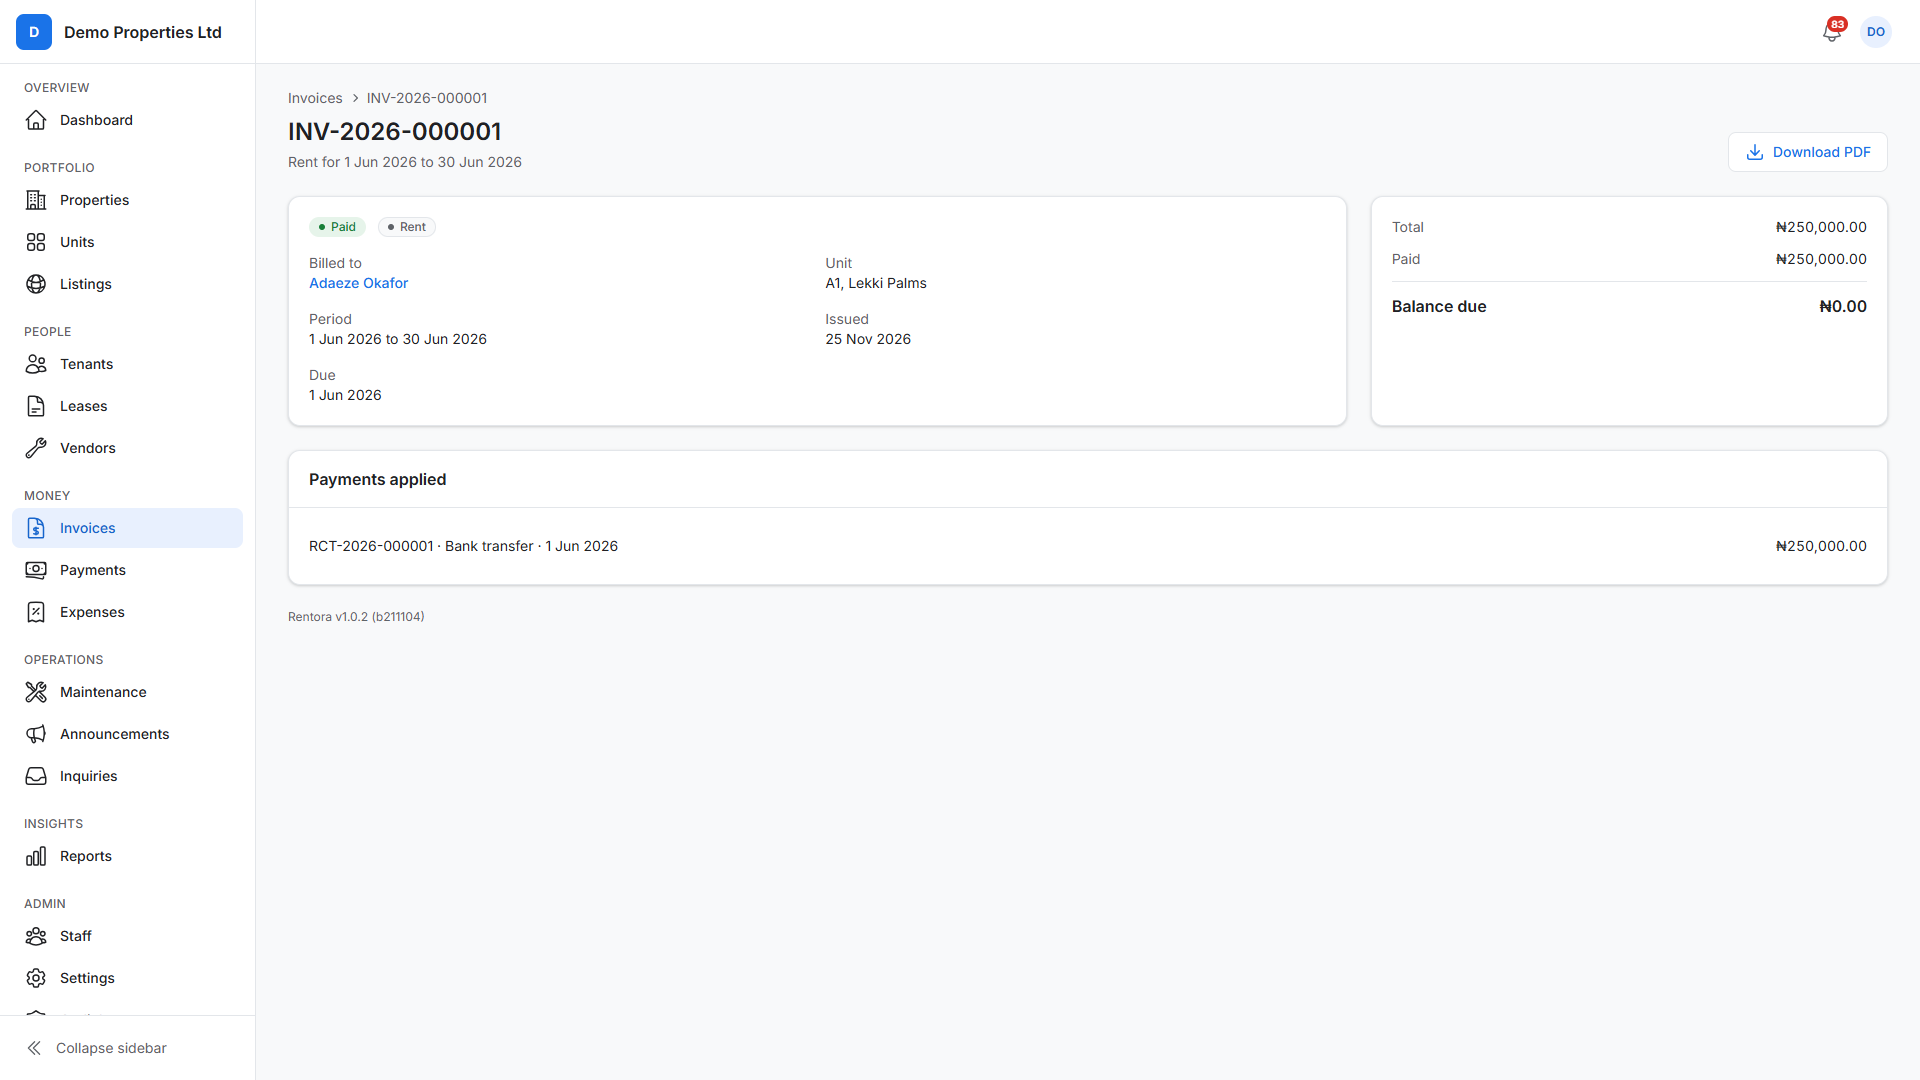 D
Demo Properties Ltd
83
DO
OVERVIEW
Dashboard
PORTFOLIO
Properties
Units
Listings
PEOPLE
Tenants
Leases
Vendors
MONEY
Invoices
Payments
Expenses
OPERATIONS
Maintenance
Announcements
Inquiries
INSIGHTS
Reports
ADMIN
Staff
Settings
Collapse sidebar
Invoices > INV-2026-000001
INV-2026-000001
Rent for 1 Jun 2026 to 30 Jun 2026
Download PDF
Paid
Rent
Billed to
Adaeze Okafor
Unit
A1, Lekki Palms
Period
1 Jun 2026 to 30 Jun 2026
Issued
25 Nov 2026
Due
1 Jun 2026
Total ₦250,000.00
Paid ₦250,000.00
Balance due ₦0.00
Payments applied
RCT-2026-000001 · Bank transfer · 1 Jun 2026 ₦250,000.00
Rentora v1.0.2 (b211104)